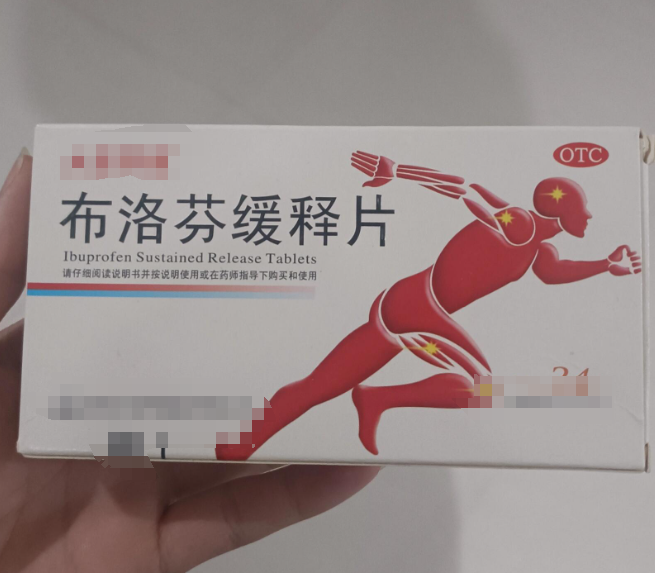 OTC
布洛芬缓释片
Ibuprofen Sustained Release Tablets
请仔细阅读说明书并按说明使用或在药师指导下购买和使用